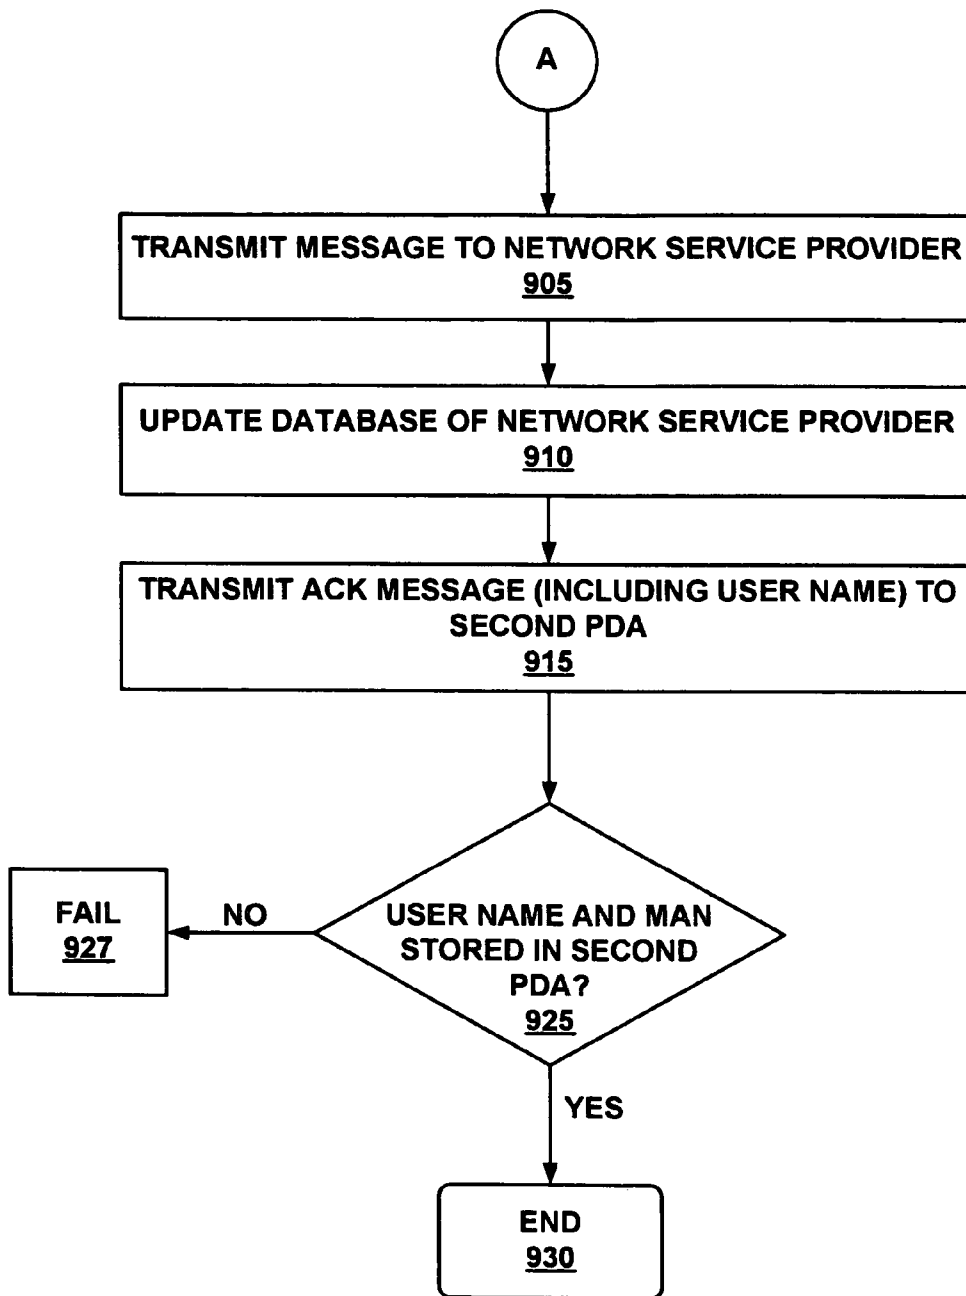 A
TRANSMIT MESSAGE TO NETWORK SERVICE PROVIDER
905
UPDATE DATABASE OF NETWORK SERVICE PROVIDER
910
TRANSMIT ACK MESSAGE (INCLUDING USER NAME) TO
SECOND PDA
915
USER NAME AND MAN
STORED IN SECOND
PDA?
925
NO
FAIL
927
YES
END
930